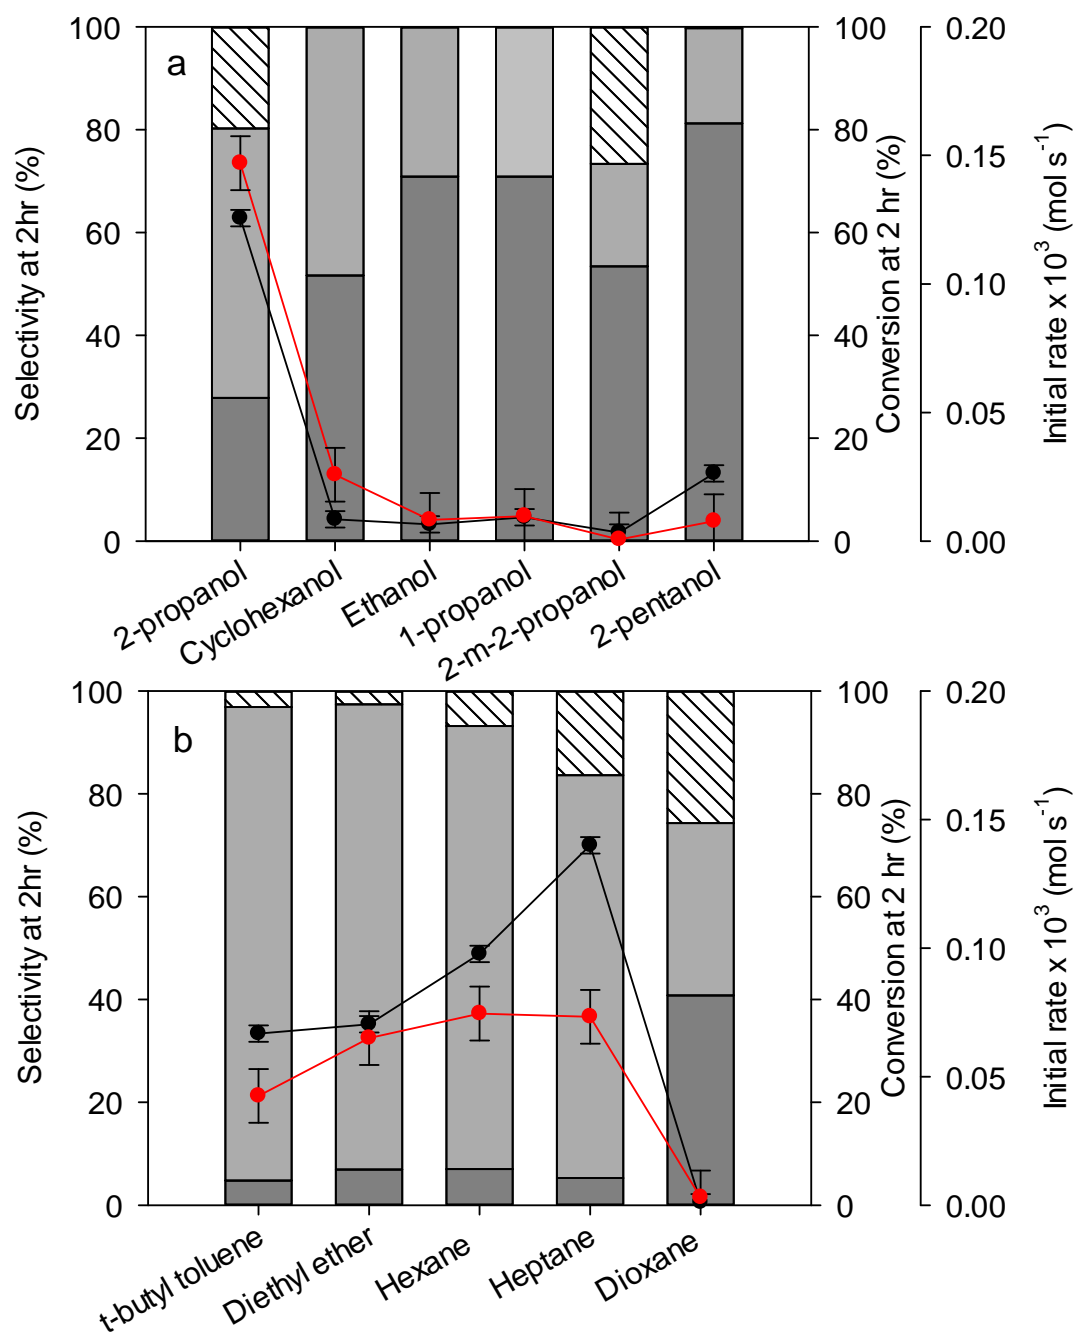 a
Selectivity at 2hr (%)
100
80
60
40
20
0
100
80
60
40
20
0
Conversion at 2 hr (%)
0.20
0.15
0.10
0.05
0.00
Initial rate x 10³ (mol s⁻¹)
2-propanol
Cyclohexanol
Ethanol
1-propanol
2-m-2-propanol
2-pentanol
b
Selectivity at 2hr (%)
100
80
60
40
20
0
100
80
60
40
20
0
Conversion at 2 hr (%)
0.20
0.15
0.10
0.05
0.00
Initial rate x 10³ (mol s⁻¹)
t-butyl toluene
Diethyl ether
Hexane
Heptane
Dioxane